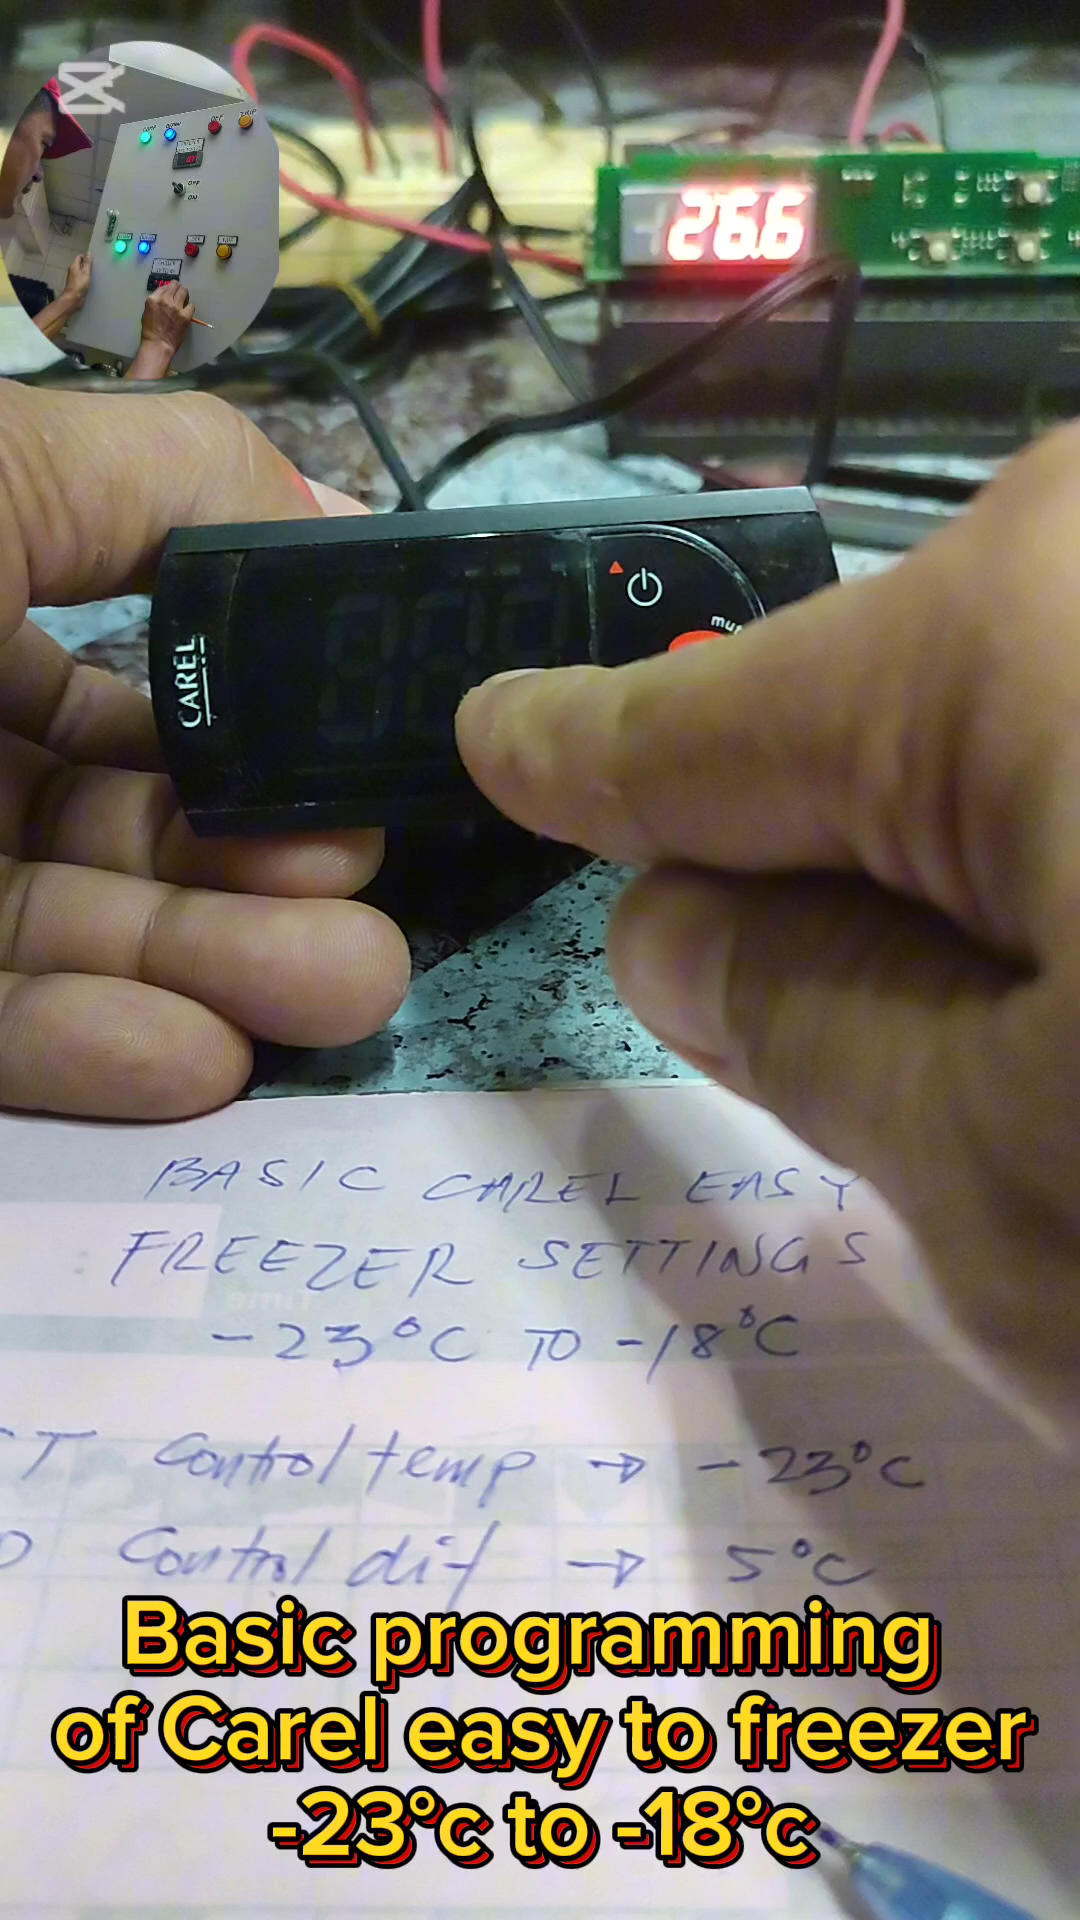 26.6
CAREL
BASIC CAREL EASY
FREEZER SETTINGS
-23°C TO -18°C
Control temp → -23°C
Control dif → 5°C
Basic programming
of Carel easy to freezer
-23°c to -18°c